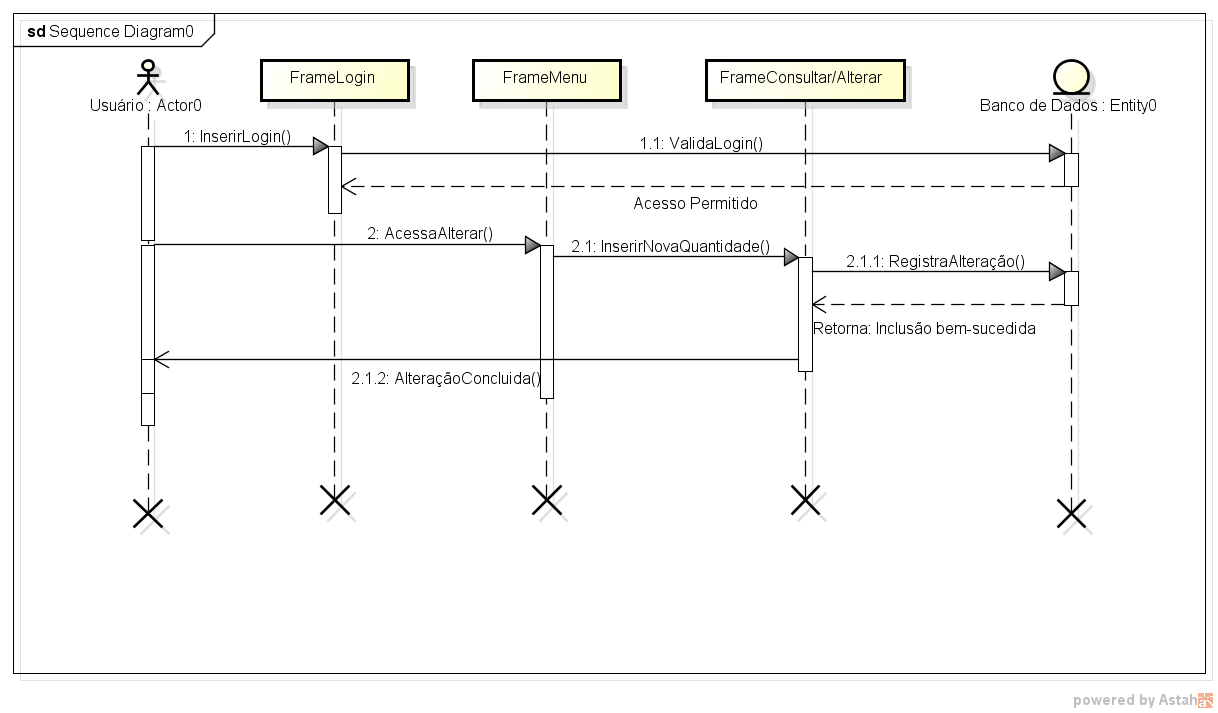 sd Sequence Diagram0
FrameLogin
FrameMenu
FrameConsultar/Alterar
Usuário : Actor0
Banco de Dados : Entity0
1: InserirLogin()
1.1: ValidaLogin()
Acesso Permitido
2: AcessaAlterar()
2.1: InserirNovaQuantidade()
2.1.1: RegistraAlteração()
Retorna: Inclusão bem-sucedida
2.1.2: AlteraçãoConcluida()
powered by Astah